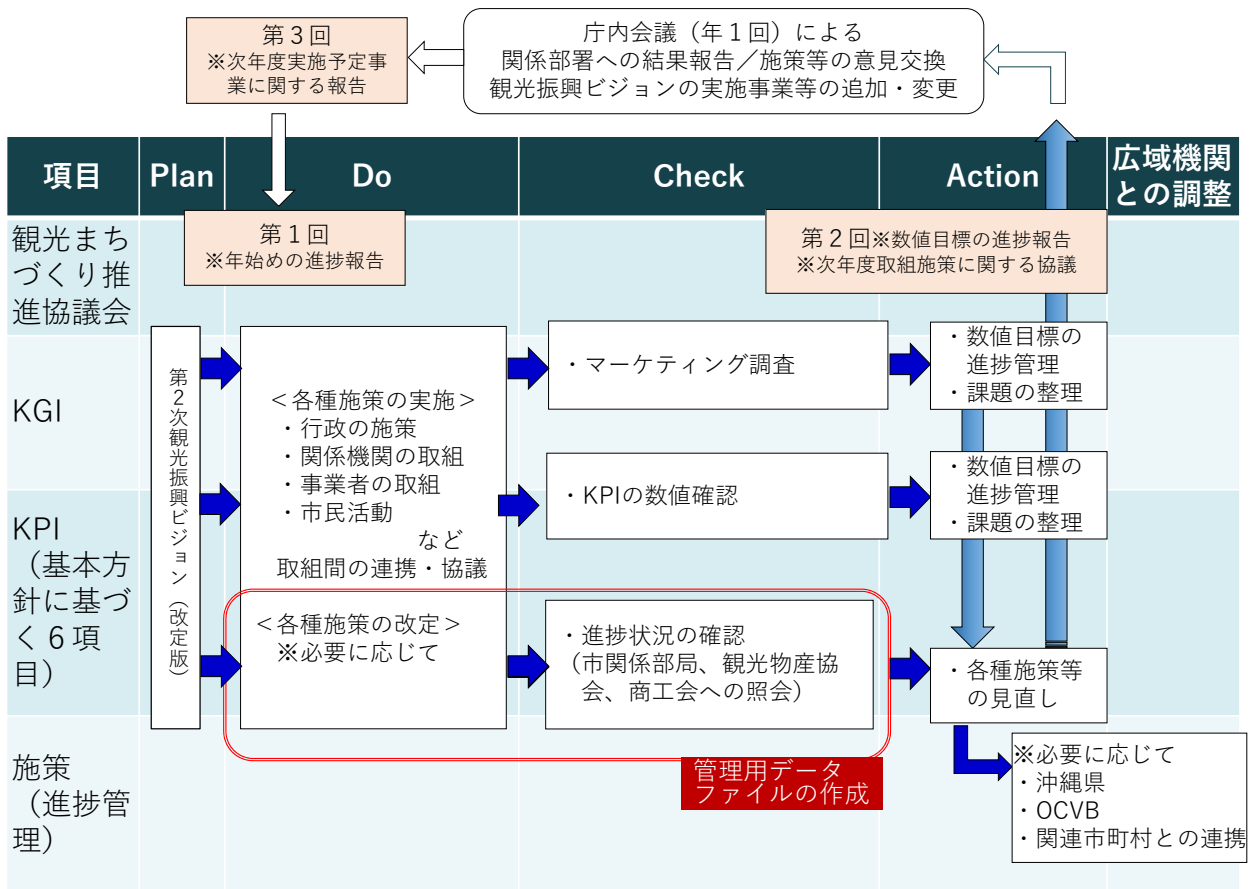 第３回
※次年度実施予定事
業に関する報告
庁内会議（年１回）による
関係部署への結果報告／施策等の意見交換
観光振興ビジョンの実施事業等の追加・変更
項目
Plan
Do
Check
Action
広域機関
との調整
観光まち
づくり推
進協議会
第１回
※年始めの進捗報告
第２回※数値目標の進捗報告
※次年度取組施策に関する協議
KGI
KPI
（基本方
針に基づ
く６項
目）
施策
（進捗管
理）
第２次観光振興ビジョン（改定版）
＜各種施策の実施＞
・行政の施策
・関係機関の取組
・事業者の取組
・市民活動
など
取組間の連携・協議
＜各種施策の改定＞
※必要に応じて
・マーケティング調査
・KPIの数値確認
・進捗状況の確認
（市関係部局、観光物産協
会、商工会への照会）
管理用データ
ファイルの作成
・数値目標の
進捗管理
・課題の整理
・数値目標の
進捗管理
・課題の整理
・各種施策等
の見直し
※必要に応じて
・沖縄県
・OCVB
・関連市町村との連携